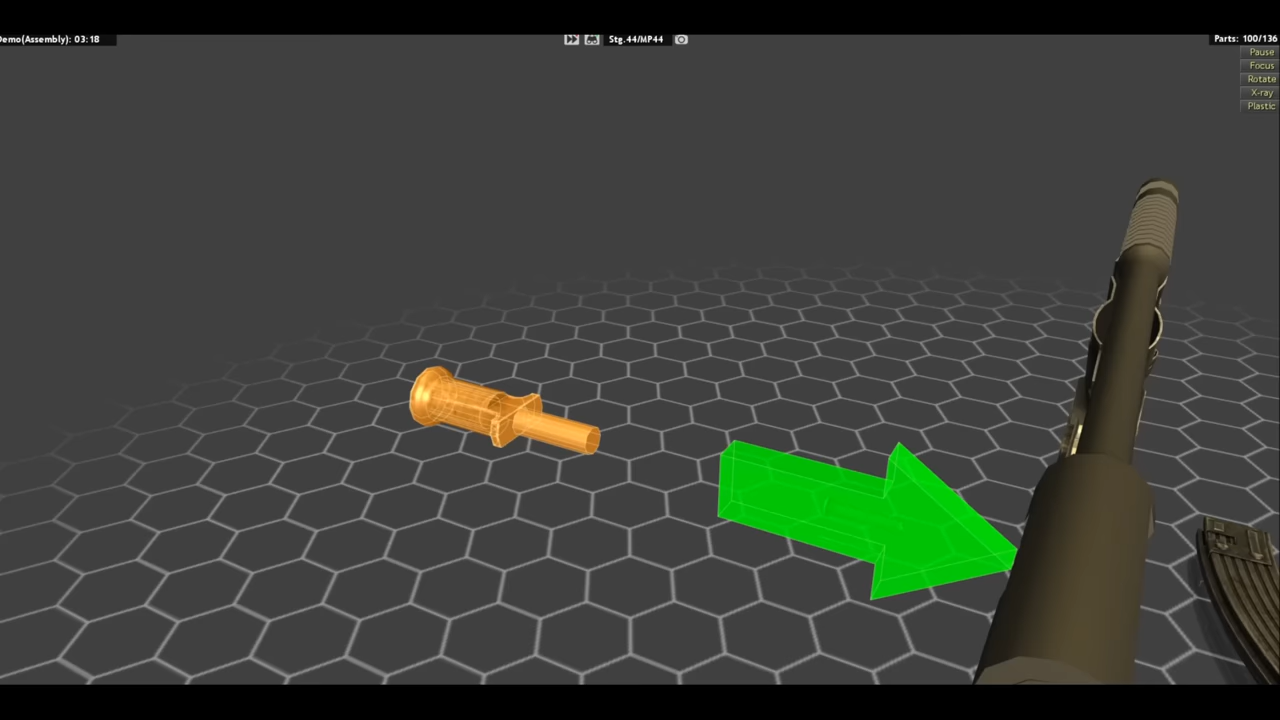 Demo(Assembly): 03:18
Stg.44/MP44
Parts: 100/136
Pause
Focus
Rotate
X-ray
Plastic